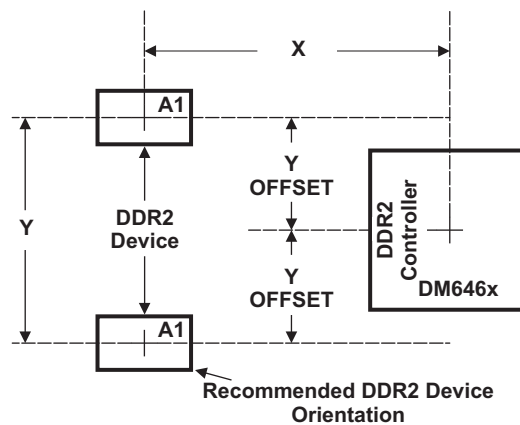 X
A1
Y
OFFSET
Y
DDR2
Device
DDR2
Controller
DM646x
Y
OFFSET
A1
Recommended DDR2 Device
Orientation